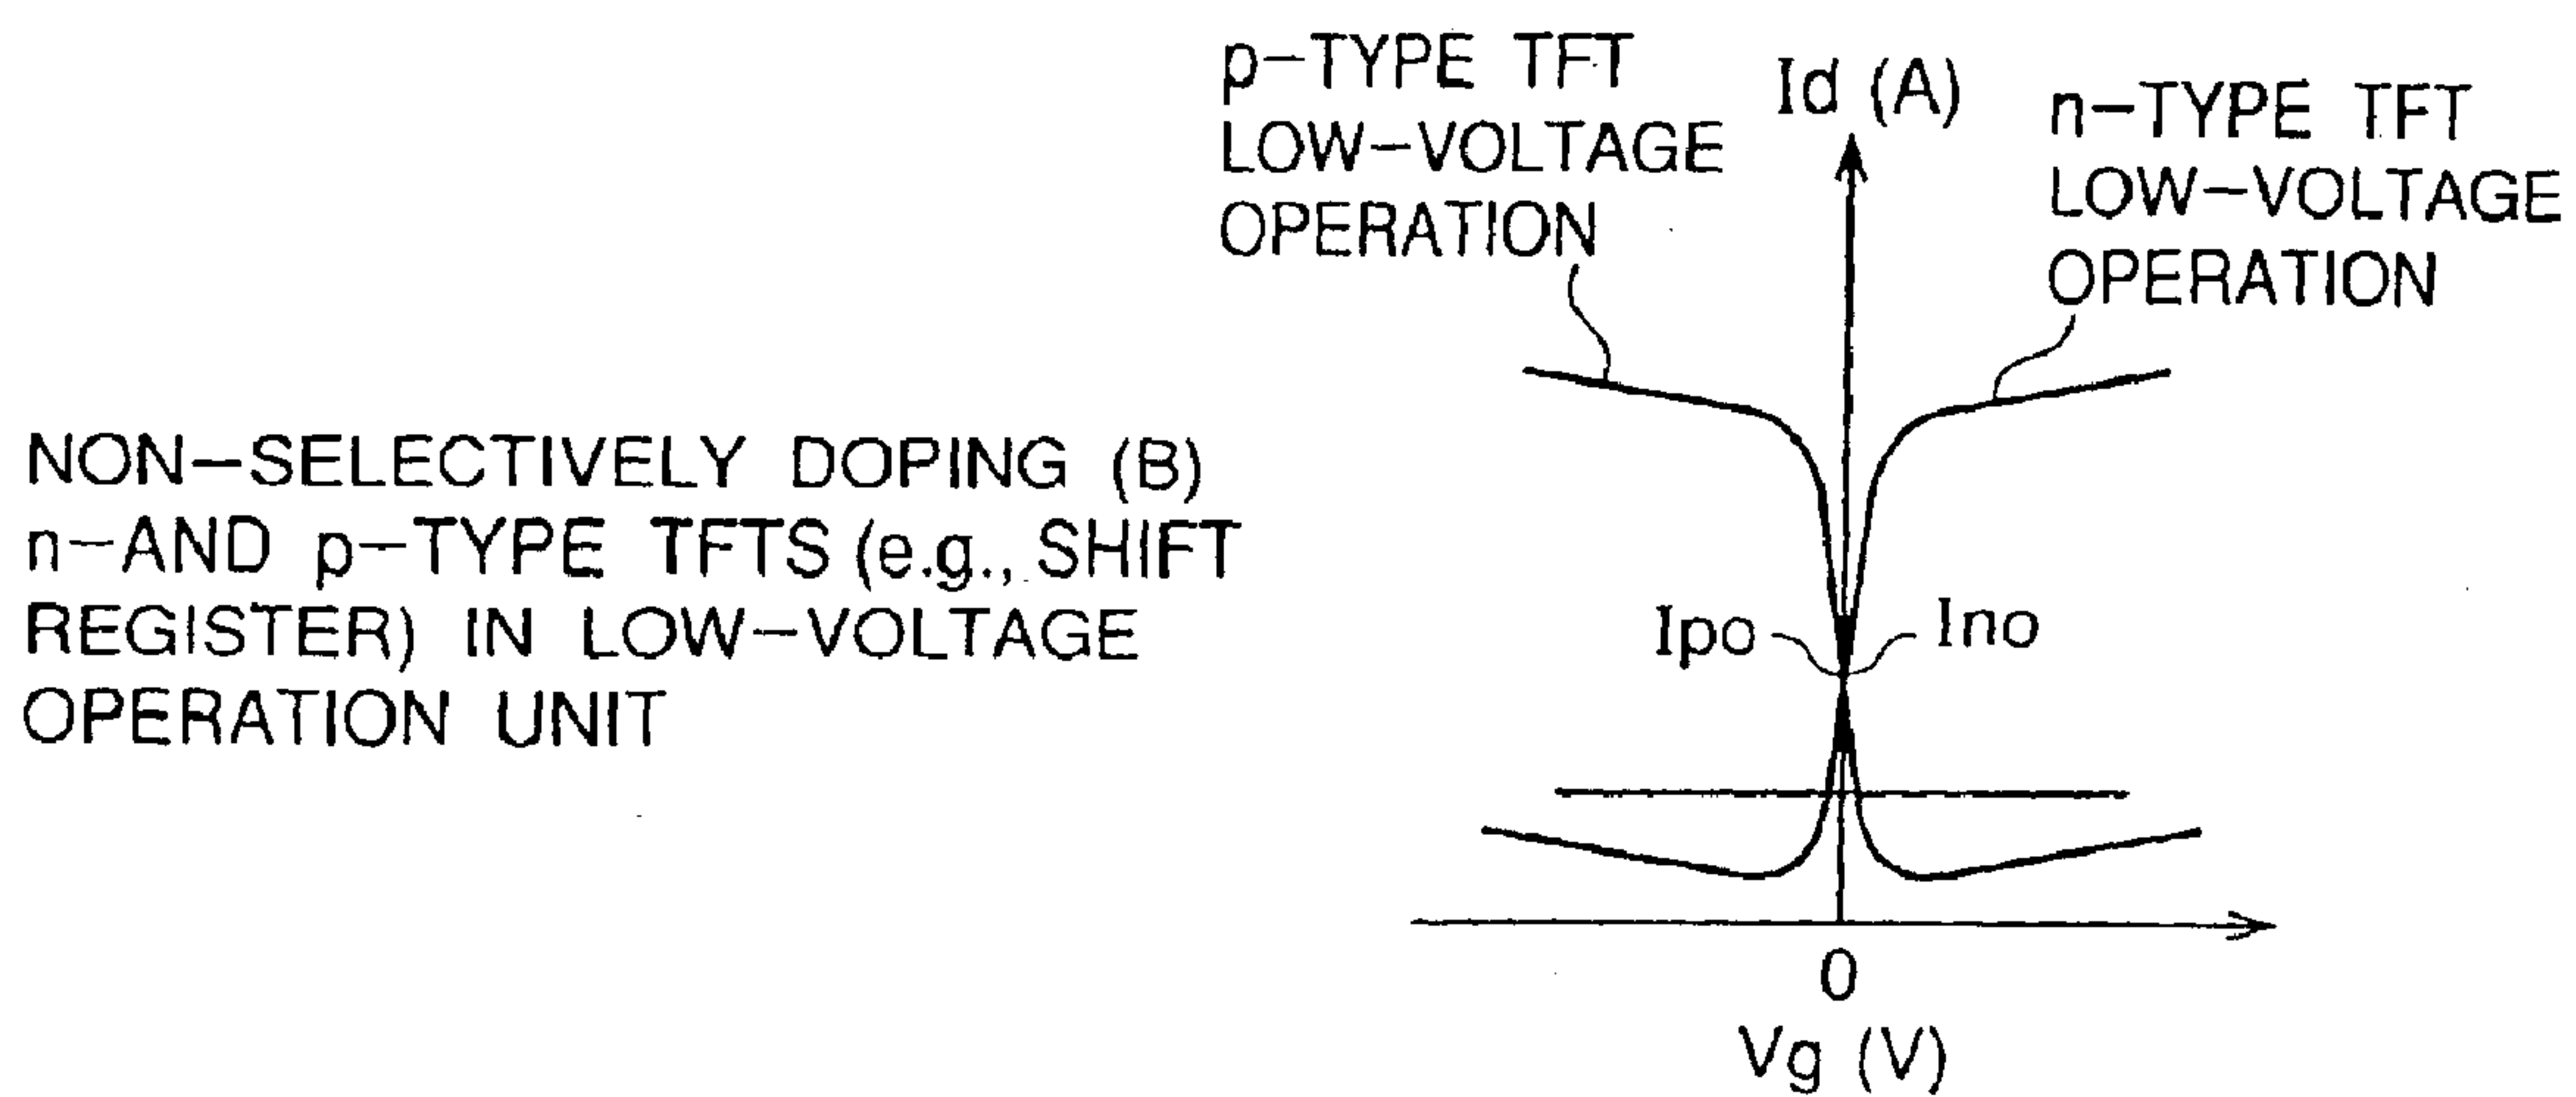 p-TYPE TFT
LOW-VOLTAGE
OPERATION
Id (A)
n-TYPE TFT
LOW-VOLTAGE
OPERATION
NON-SELECTIVELY DOPING (B)
n-AND p-TYPE TFTS (e.g., SHIFT
REGISTER) IN LOW-VOLTAGE
OPERATION UNIT
Ipo
Ino
0
Vg (V)